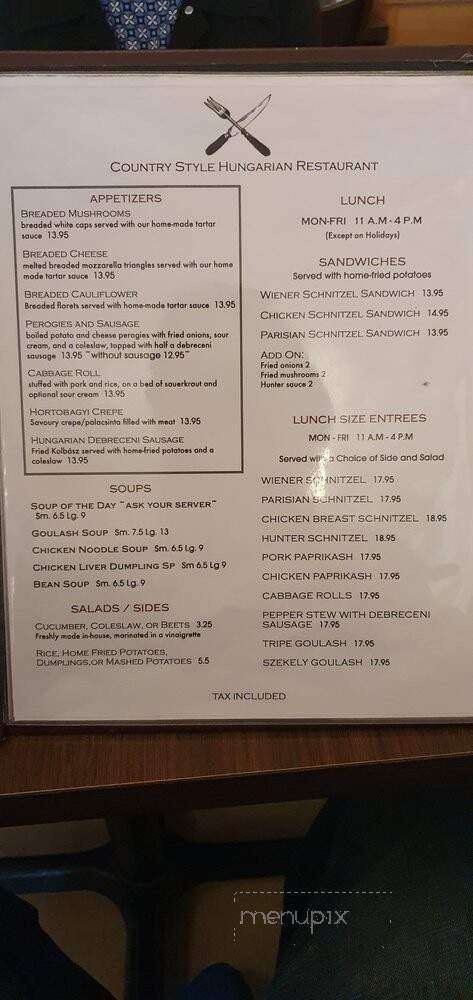 COUNTRY STYLE HUNGARIAN RESTAURANT
APPETIZERS
BREADED MUSHROOMS
breaded white caps served with our home-made tartar
sauce 13.95
BREADED CHEESE
melted breaded mozzarella triangles served with our home
made tartar sauce 13.95
BREADED CAULIFLOWER
Breaded florets served with home-made tartar sauce 13.95
PEROGIES AND SAUSAGE
boiled potato and cheese perogies with fried onions, sour
cream, and a coleslaw, topped with half a debreceni
sausage 13.95 ~without sausage 12.95~
CABBAGE ROLL
stuffed with pork and rice, on a bed of sauerkraut and
optional sour cream 13.95
HORTOBAGYI CREPE
Savoury crepe/palacsinta filled with meat 13.95
HUNGARIAN DEBRECENI SAUSAGE
Fried Kolbász served with home-fried potatoes and a
coleslaw 13.95
SOUPS
SOUP OF THE DAY ~ASK YOUR SERVER~
Sm. 6.5 Lg. 9
GOULASH SOUP Sm. 7.5 Lg. 13
CHICKEN NOODLE SOUP Sm. 6.5 Lg. 9
CHICKEN LIVER DUMPLING SP Sm. 6.5 Lg 9
BEAN SOUP Sm. 6.5 Lg. 9
SALADS / SIDES
CUCUMBER, COLESLAW, OR BEETS 3.25
Freshly made in-house, marinated in a vinaigrette
RICE, HOME FRIED POTATOES,
DUMPLINGS,OR MASHED POTATOES 5.5
LUNCH
MON-FRI 11 A.M - 4 P.M
(Except on Holidays)
SANDWICHES
Served with home-fried potatoes
WIENER SCHNITZEL SANDWICH 13.95
CHICKEN SCHNITZEL SANDWICH 14.95
PARISIAN SCHNITZEL SANDWICH 13.95
ADD ON:
Fried onions 2
Fried mushrooms 2
Hunter sauce 2
LUNCH SIZE ENTREES
MON - FRI 11 A.M - 4 P.M
Served with a Choice of Side and Salad
WIENER SCHNITZEL 17.95
PARISIAN SCHNITZEL 17.95
CHICKEN BREAST SCHNITZEL 18.95
HUNTER SCHNITZEL 18.95
PORK PAPRIKASH 17.95
CHICKEN PAPRIKASH 17.95
CABBAGE ROLLS 17.95
PEPPER STEW WITH DEBRECENI
SAUSAGE 17.95
TRIPE GOULASH 17.95
SZEKELY GOULASH 17.95
TAX INCLUDED
menupix